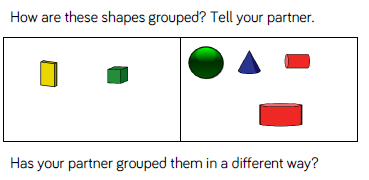 How are these shapes grouped? Tell your partner.
Has your partner grouped them in a different way?